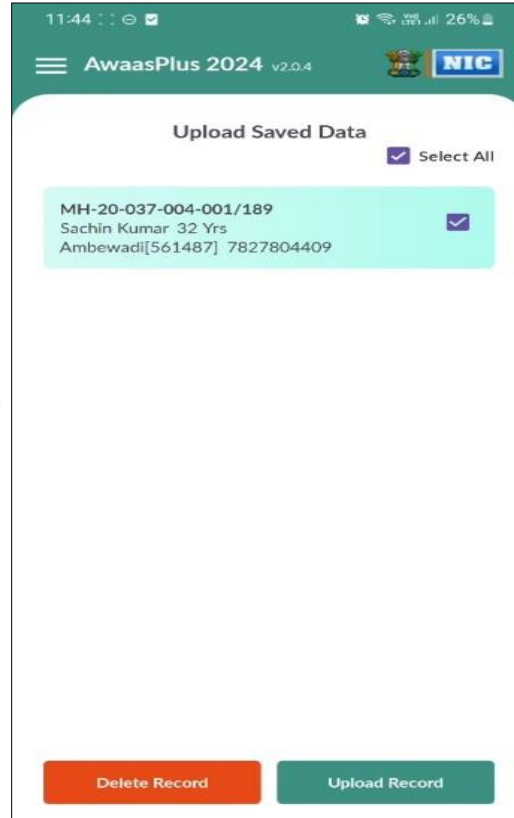 11:44
26%
AwaasPlus 2024 v2.0.4
NIC
Upload Saved Data
Select All
MH-20-037-004-001/189
Sachin Kumar 32 Yrs
Ambewadi[561487] 7827804409
Delete Record
Upload Record